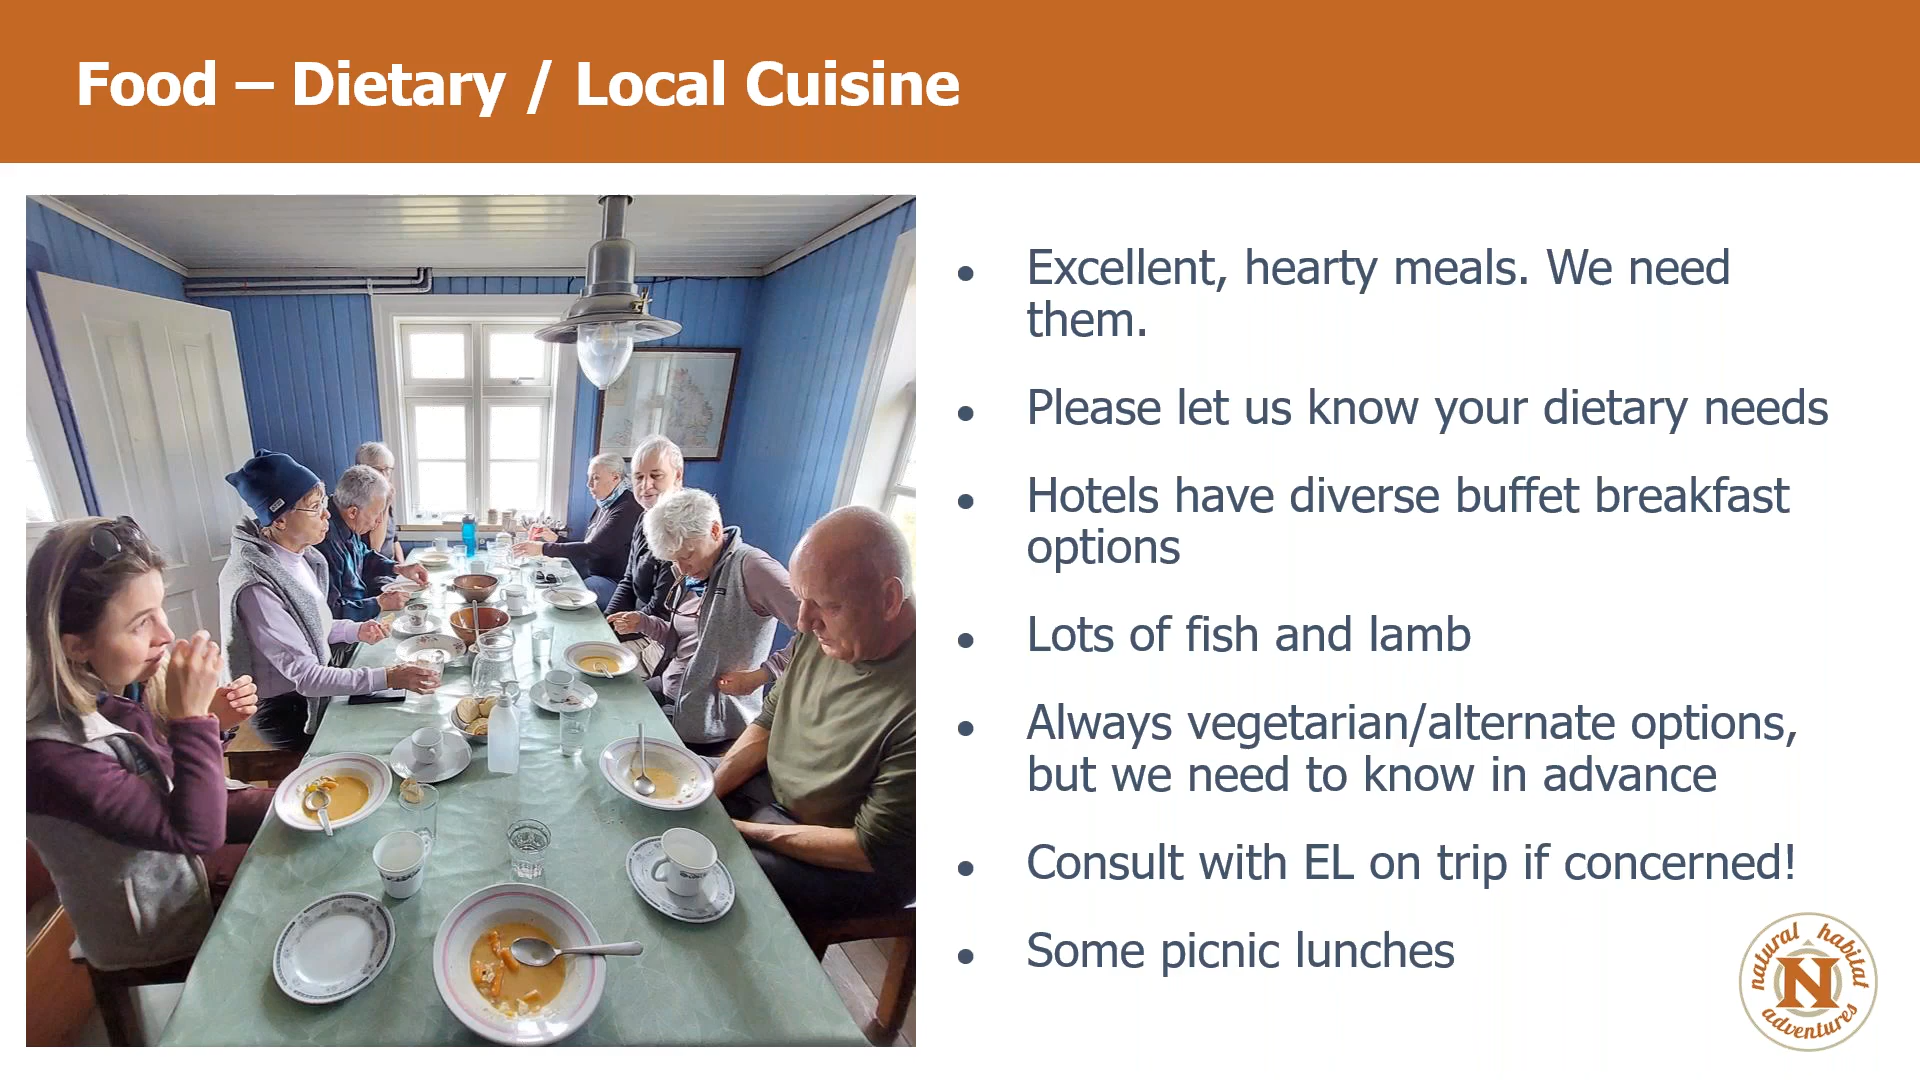 Food – Dietary / Local Cuisine
• Excellent, hearty meals. We need
them.
• Please let us know your dietary needs
• Hotels have diverse buffet breakfast
options
• Lots of fish and lamb
• Always vegetarian/alternate options,
but we need to know in advance
• Consult with EL on trip if concerned!
• Some picnic lunches
natural habitat
N
adventures